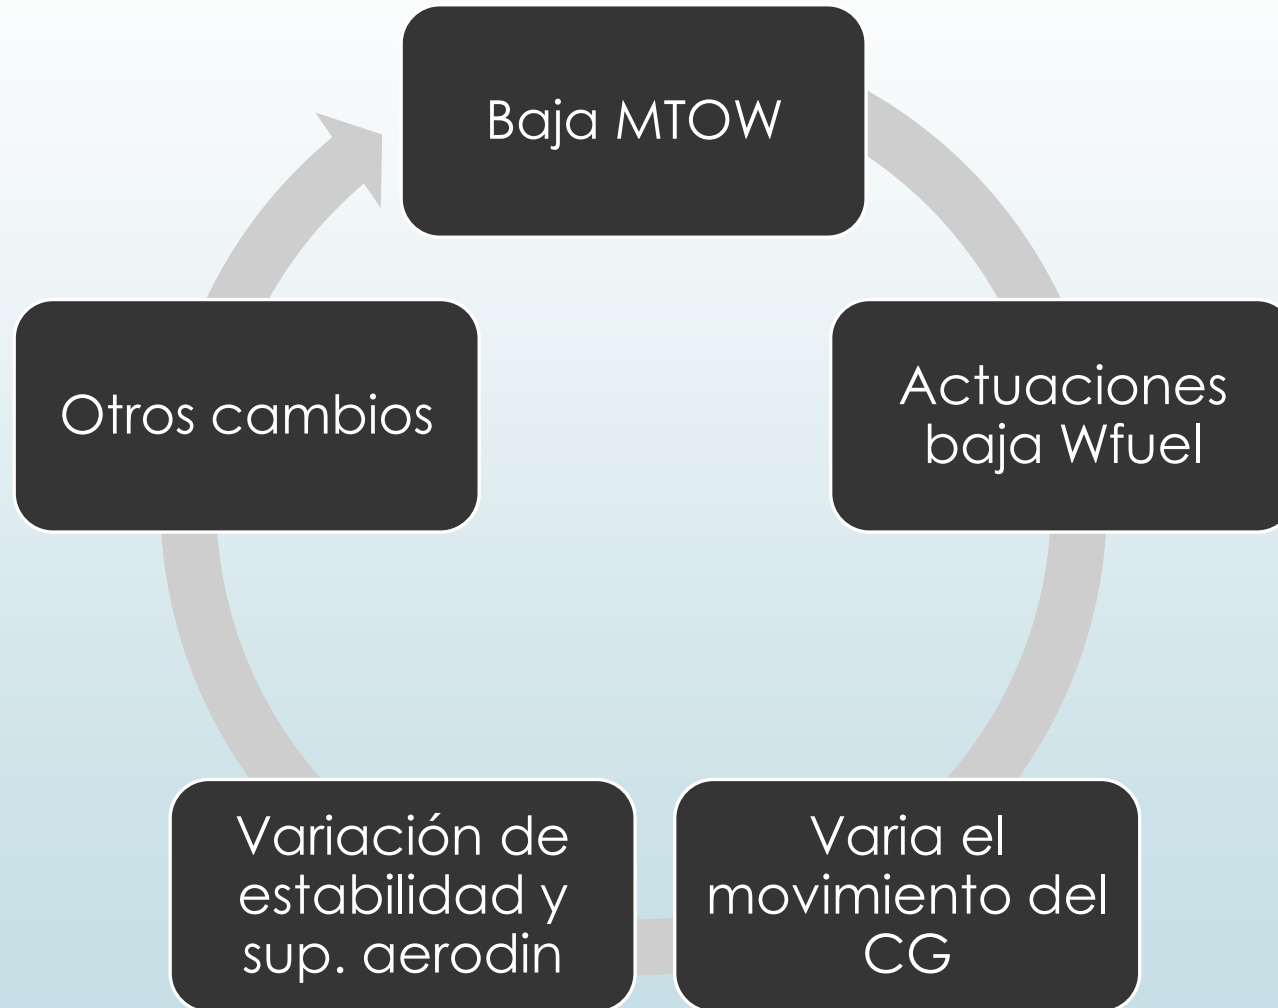 Baja MTOW
Actuaciones
baja Wfuel
Varia el
movimiento del
CG
Variación de
estabilidad y
sup. aerodin
Otros cambios